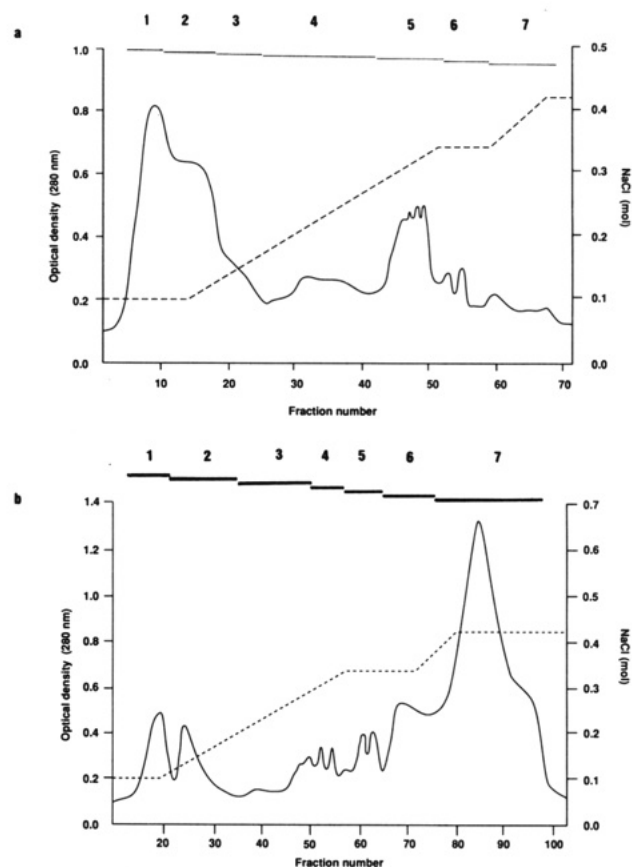 1 2 3 4 5 6 7
a
1.0 0.5
0.8 0.4
0.6 0.3
0.4 0.2
0.2 0.1
0.0 0.0
Optical density (280 nm)
NaCl (mol)
10 20 30 40 50 60 70
Fraction number
1 2 3 4 5 6 7
b
1.4 0.7
1.2 0.6
1.0 0.5
0.8 0.4
0.6 0.3
0.4 0.2
0.2 0.1
0.0 0.0
Optical density (280 nm)
NaCl (mol)
20 30 40 50 60 70 80 90 100
Fraction number